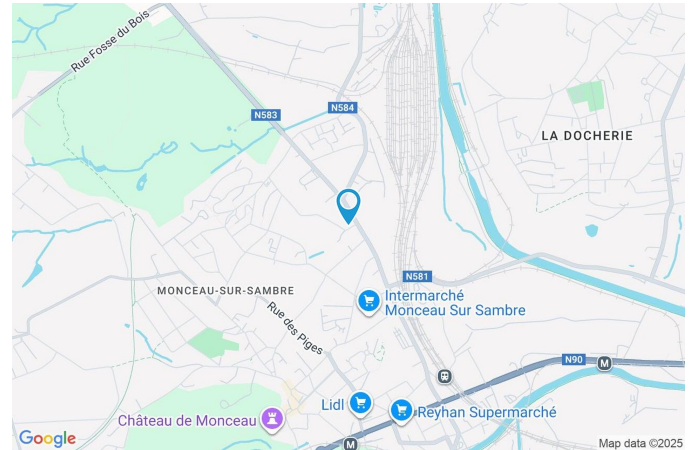 Rue Fosse du Bois
N584
N583
LA DOCHERIE
N581
MONCEAU-SUR-SAMBRE
Intermarché
Monceau Sur Sambre
Rue des Piges
N90
M
Lidl
Reyhan Supermarché
Château de Monceau
M
Google
Map data ©2025